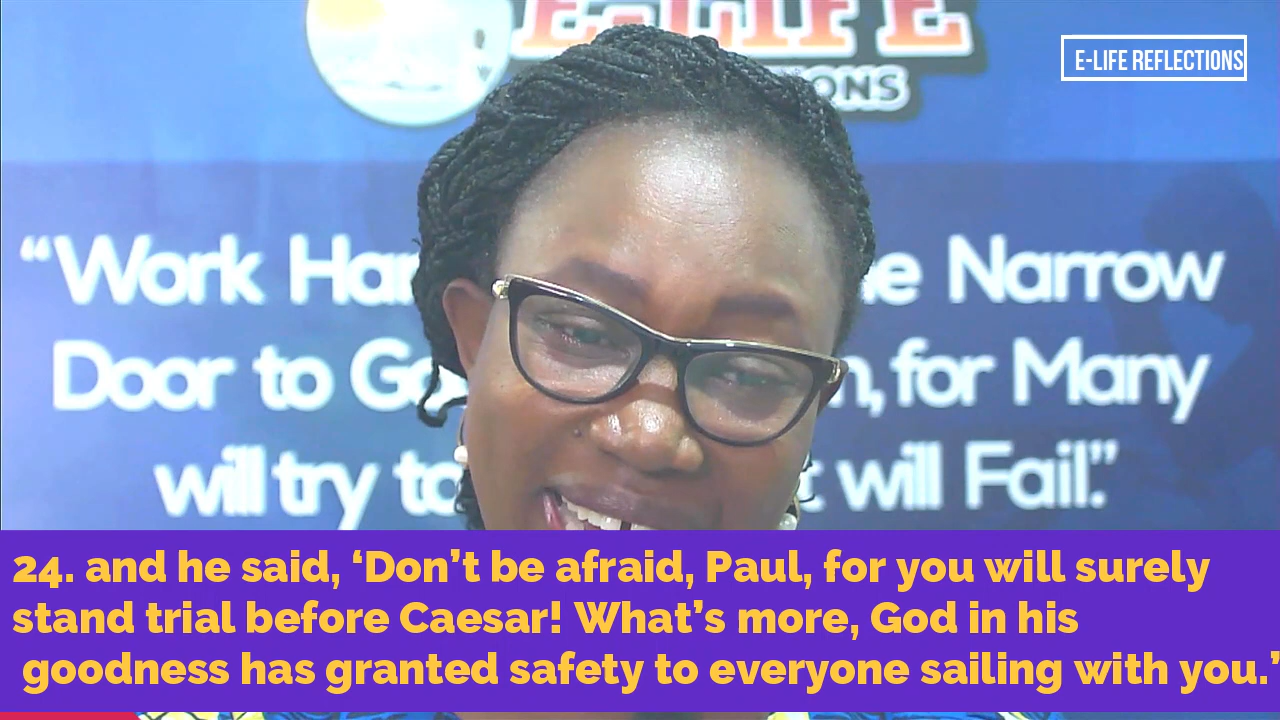 E-LIFE
E-LIFE REFLECTIONS
“Work Narrow
Door to for Many
will try to will Fail.”
24. and he said, ‘Don’t be afraid, Paul, for you will surely
stand trial before Caesar! What’s more, God in his
goodness has granted safety to everyone sailing with you.’